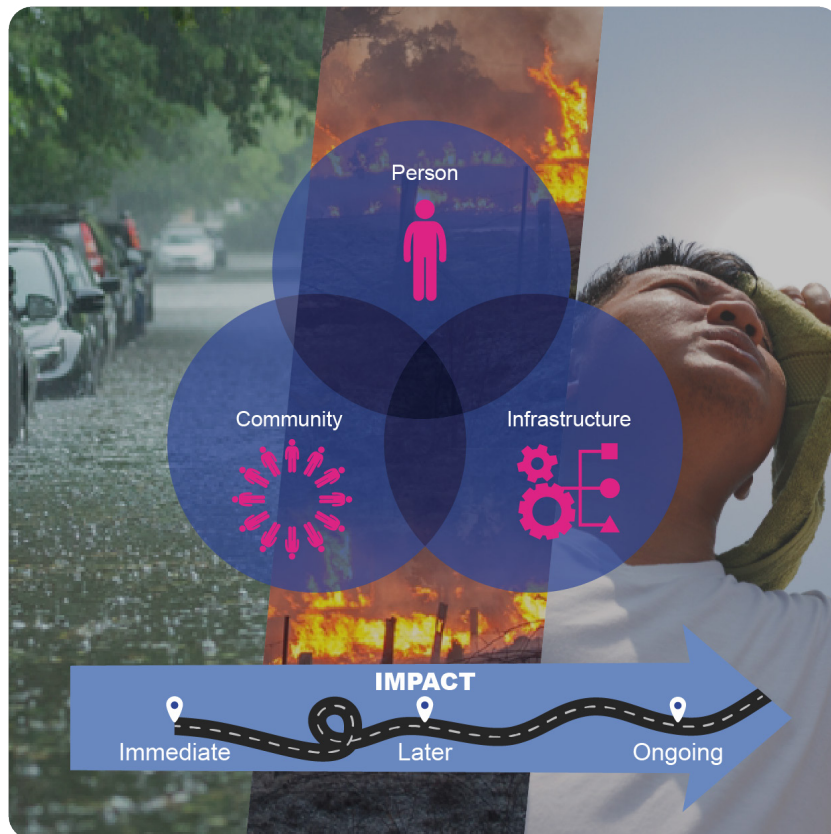 Person
Community
Infrastructure
IMPACT
Immediate
Later
Ongoing